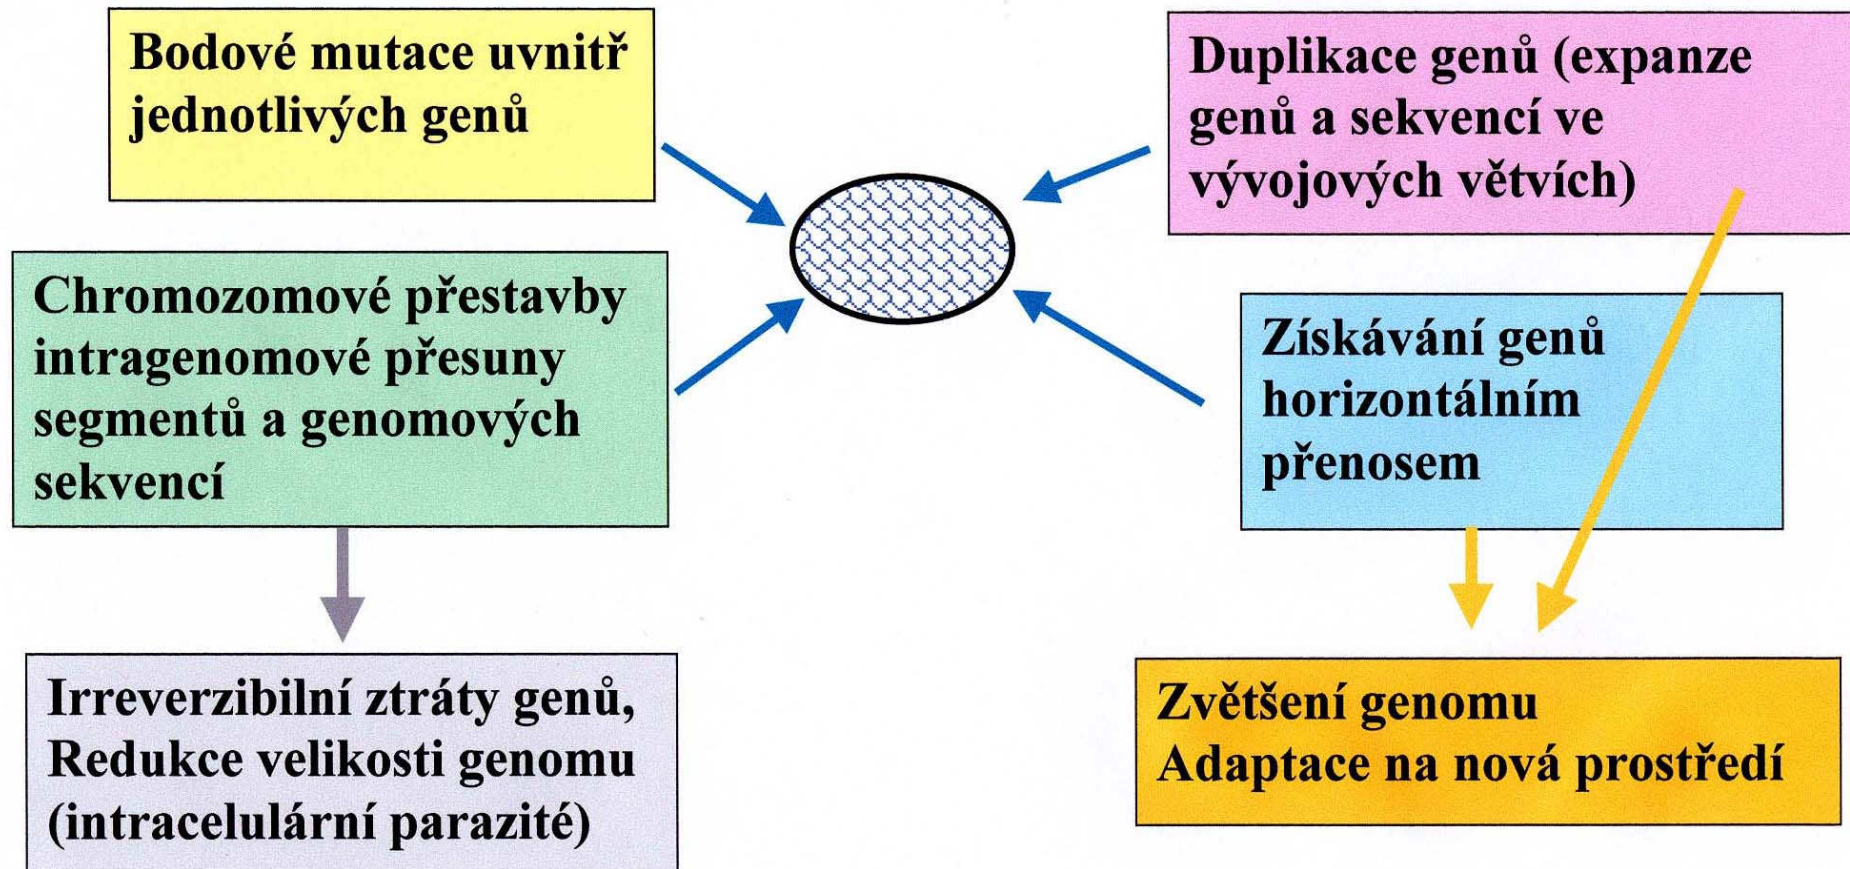 Bodové mutace uvnitř
jednotlivých genů
Duplikace genů (expanze
genů a sekvencí ve
vývojových větvích)
Chromozomové přestavby
intragenomové přesuny
segmentů a genomových
sekvencí
Získávání genů
horizontálním
přenosem
Irreverzibilní ztráty genů,
Redukce velikosti genomu
(intracelulární parazité)
Zvětšení genomu
Adaptace na nová prostředí